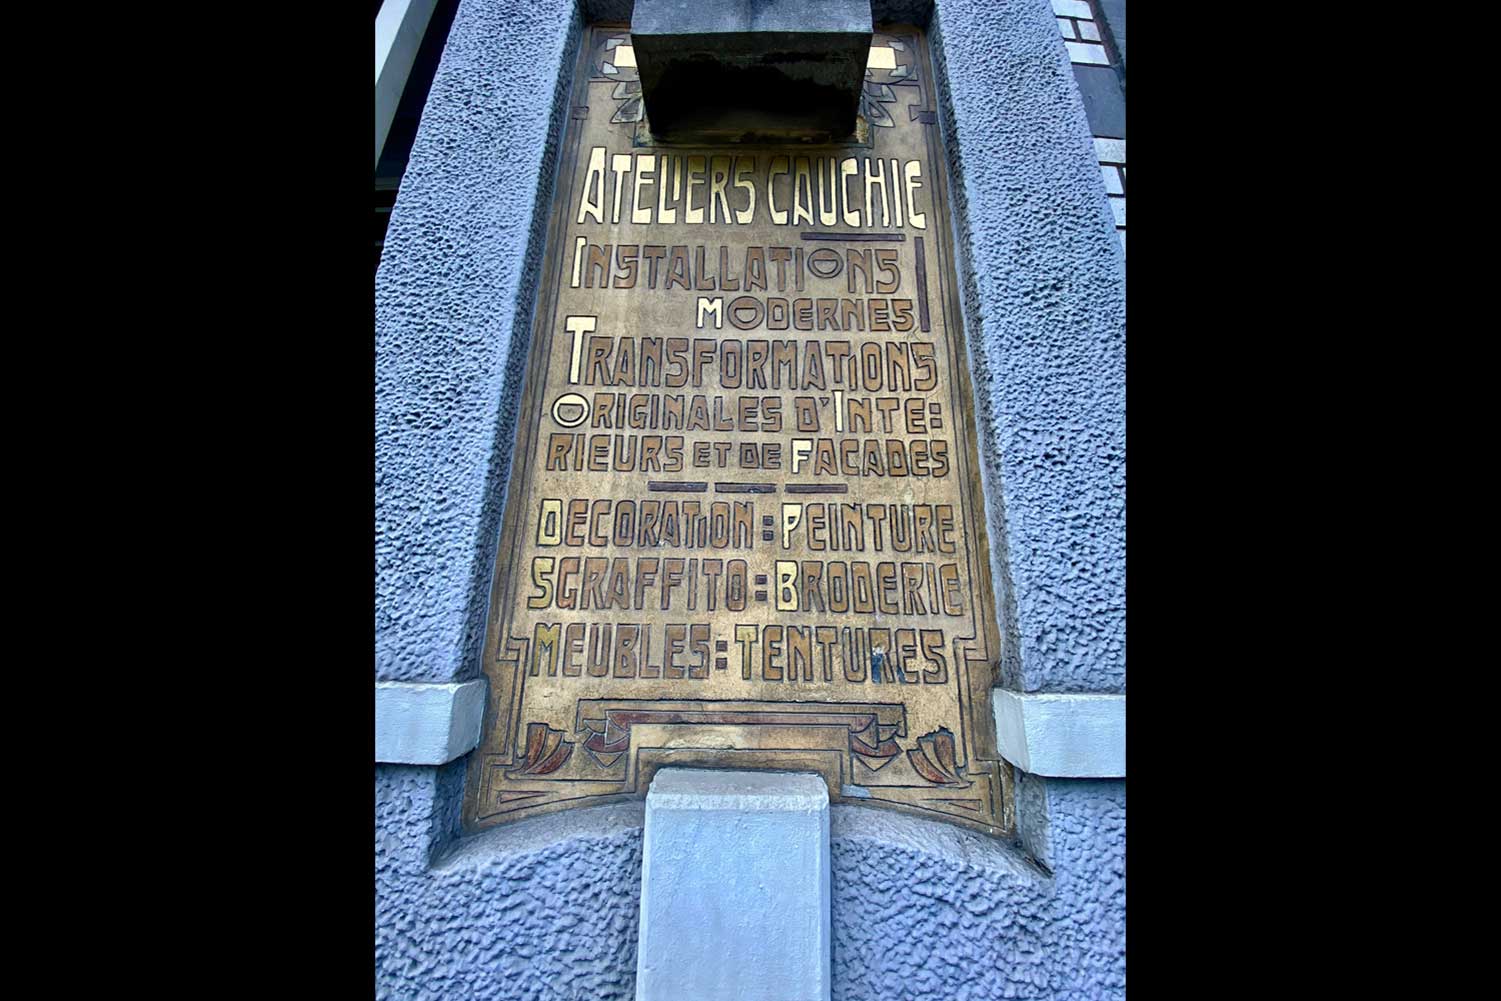 ATELIERS CAUCHIE
INSTALLATIONS
MODERNES
TRANSFORMATIONS
ORIGINALES D'INTE:
RIEURS ET DE FACADES
DECORATION : PEINTURE
SGRAFFITO : BRODERIE
MEUBLES : TENTURES